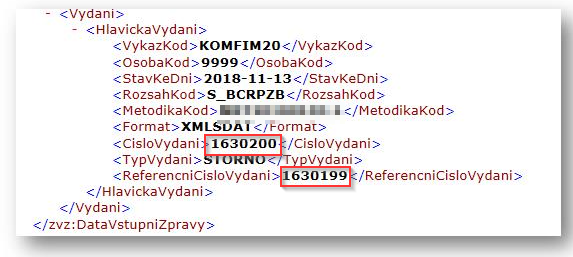 - <Vydani>
- <HlavickaVydani>
<VykazKod>KOMFIM20</VykazKod>
<OsobaKod>9999</OsobaKod>
<StavKeDni>2018-11-13</StavKeDni>
<RozsahKod>S_BCRPZB</RozsahKod>
<MetodikaKod></MetodikaKod>
<Format>XMLSDAT</Format>
<CisloVydani>1630200</CisloVydani>
<TypVydani>STORNO</TypVydani>
<ReferencniCisloVydani>1630199</ReferencniCisloVydani>
</HlavickaVydani>
</Vydani>
</zvz:DataVstupniZpravy>